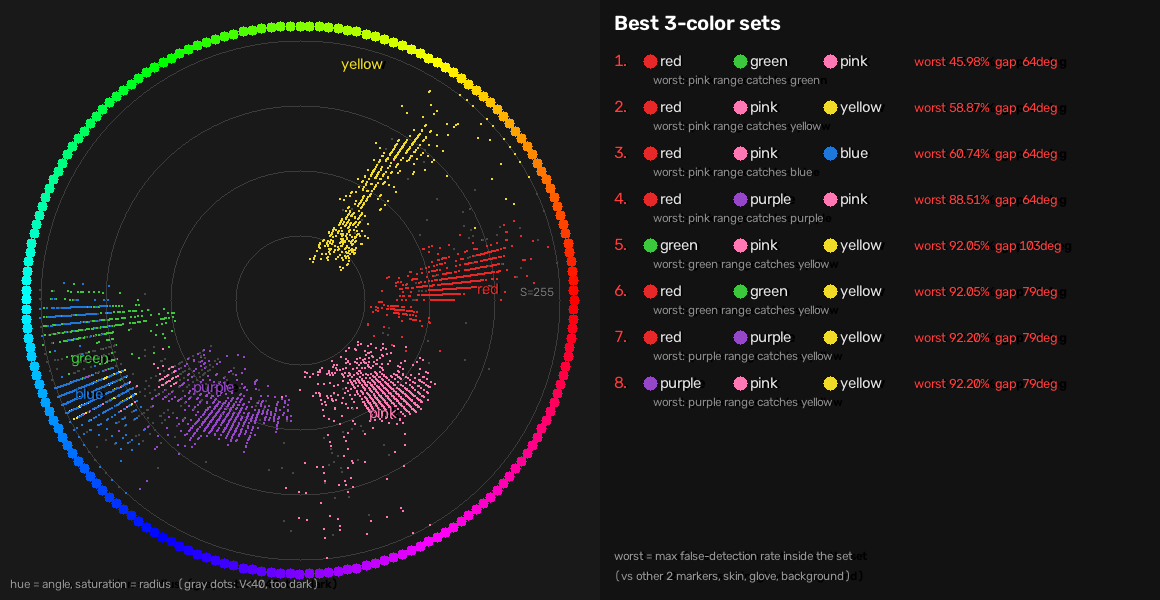 yellow
red
S=255
green
blue
purple
pink
hue = angle, saturation = radius (gray dots: V<40, too dark)
Best 3-color sets
1. red green pink worst 45.98% gap 64deg
worst: pink range catches green
2. red pink yellow worst 58.87% gap 64deg
worst: pink range catches yellow
3. red pink blue worst 60.74% gap 64deg
worst: pink range catches blue
4. red purple pink worst 88.51% gap 64deg
worst: pink range catches purple
5. green pink yellow worst 92.05% gap 103deg
worst: green range catches yellow
6. red green yellow worst 92.05% gap 79deg
worst: green range catches yellow
7. red purple yellow worst 92.20% gap 79deg
worst: purple range catches yellow
8. purple pink yellow worst 92.20% gap 79deg
worst: purple range catches yellow
worst = max false-detection rate inside the set
(vs other 2 markers, skin, glove, background)